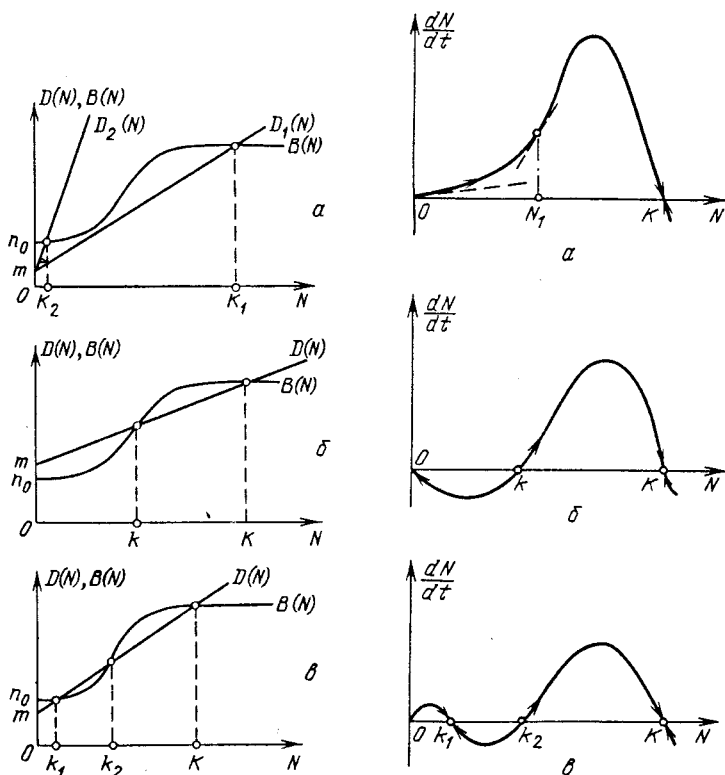 D(N), B(N)
D₂(N)
D₁(N)
B(N)
n₀
m
0
K₂
K₁
N
а
D(N), B(N)
D(N)
B(N)
m
n₀
0
k
K
N
б
D(N), B(N)
D(N)
B(N)
n₀
m
0
k₁
k₂
K
N
в
dN
dt
0
N₁
K
N
а
dN
dt
0
k
K
N
б
dN
dt
0
k₁
k₂
K
N
в